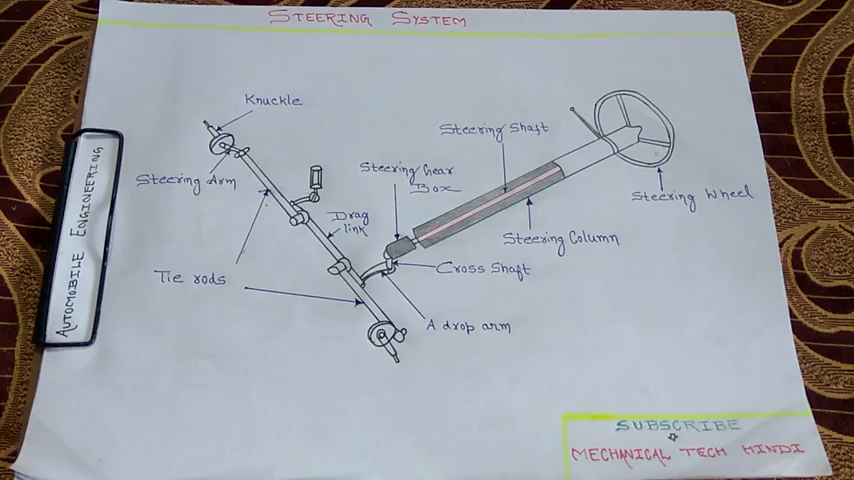 STEERING SYSTEM
Knuckle
Steering Shaft
Steering Arm
Steering Gear
Box
Steering Wheel
Drag
link
Steering Column
Tie rods
Cross Shaft
A drop arm
AUTOMOBILE ENGINEERING
SUBSCRIBE
MECHANICAL TECH HINDI